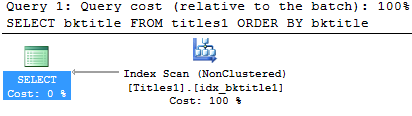 Query 1: Query cost (relative to the batch): 100%
SELECT bktitle FROM titles1 ORDER BY bktitle
SELECT
Cost: 0 %
Index Scan (NonClustered)
[Titles1].[idx_bktitle1]
Cost: 100 %